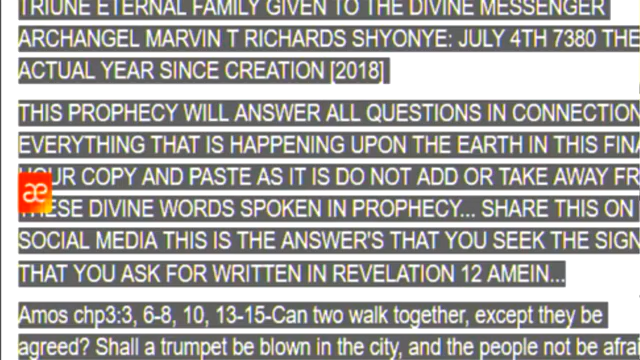 TRIUNE ETERNAL FAMILY GIVEN TO THE DIVINE MESSENGER
ARCHANGEL MARVIN T RICHARDS SHYONYE: JULY 4TH 7380 THE
ACTUAL YEAR SINCE CREATION [2018]
THIS PROPHECY WILL ANSWER ALL QUESTIONS IN CONNECTION
EVERYTHING THAT IS HAPPENING UPON THE EARTH IN THIS
COPY AND PASTE AS IT IS DO NOT ADD OR TAKE AWAY
æ
DIVINE WORDS SPOKEN IN PROPHECY... SHARE THIS ON
SOCIAL MEDIA THIS IS THE ANSWER'S THAT YOU SEEK THE SIGN
THAT YOU ASK FOR WRITTEN IN REVELATION 12 AMEIN...
Amos chp3:3, 6-8, 10, 13-15-Can two walk together, except they be
agreed? Shall a trumpet be blown in the city, and the people not be